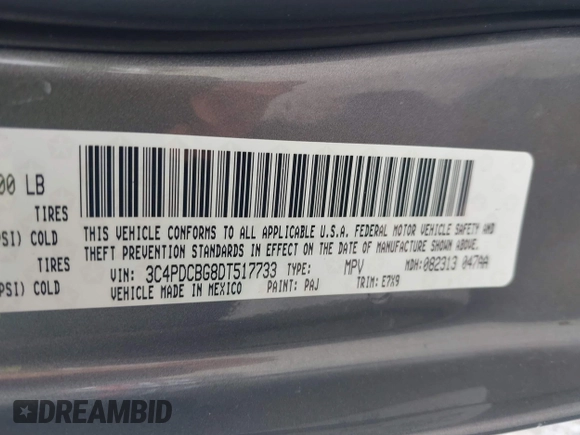 00 LB
TIRES
PSI) COLD
TIRES
PSI) COLD
THIS VEHICLE CONFORMS TO ALL APPLICABLE U.S.A. FEDERAL MOTOR VEHICLE SAFETY AND
THEFT PREVENTION STANDARDS IN EFFECT ON THE DATE OF MANUFACTURE SHOWN ABOVE.
VIN: 3C4PDCBG8DT517733 TYPE: MPV MDH: 082313 047AA
VEHICLE MADE IN MEXICO PAINT: PAJ TRIM: E7X9
DREAMBID